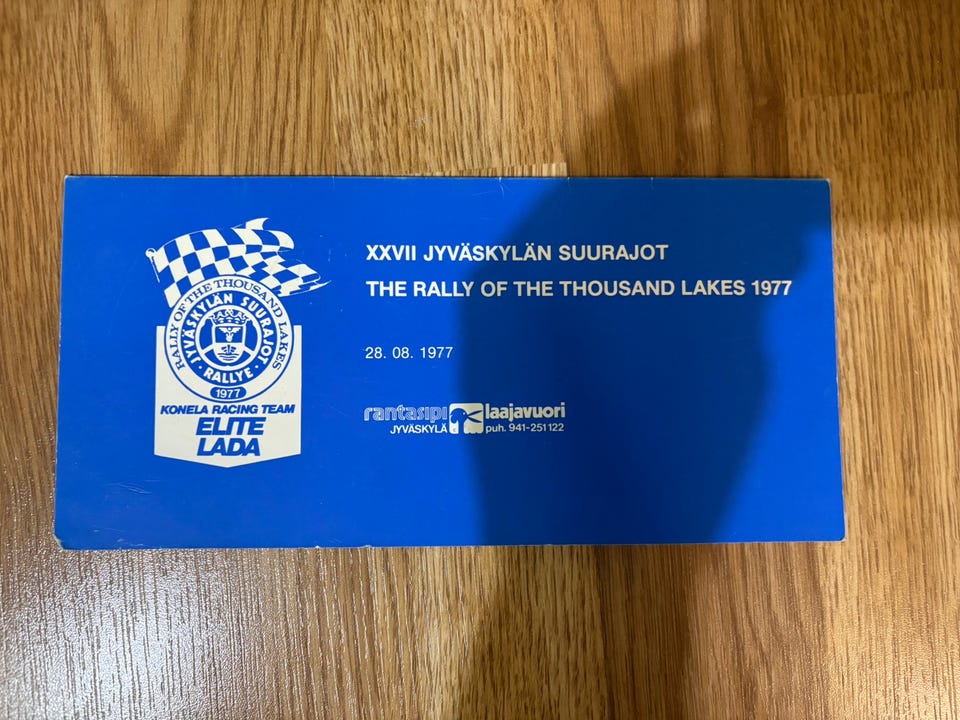 XXVII JYVÄSKYLÄN SUURAJOT
THE RALLY OF THE THOUSAND LAKES 1977
28. 08. 1977
rantasipi laajavuori
JYVÄSKYLÄ puh. 941-251122
RALLY OF THE THOUSAND LAKES
JYVÄSKYLÄN SUURAJOT
· RALLYE ·
1977
KONELA RACING TEAM
ELITE
LADA